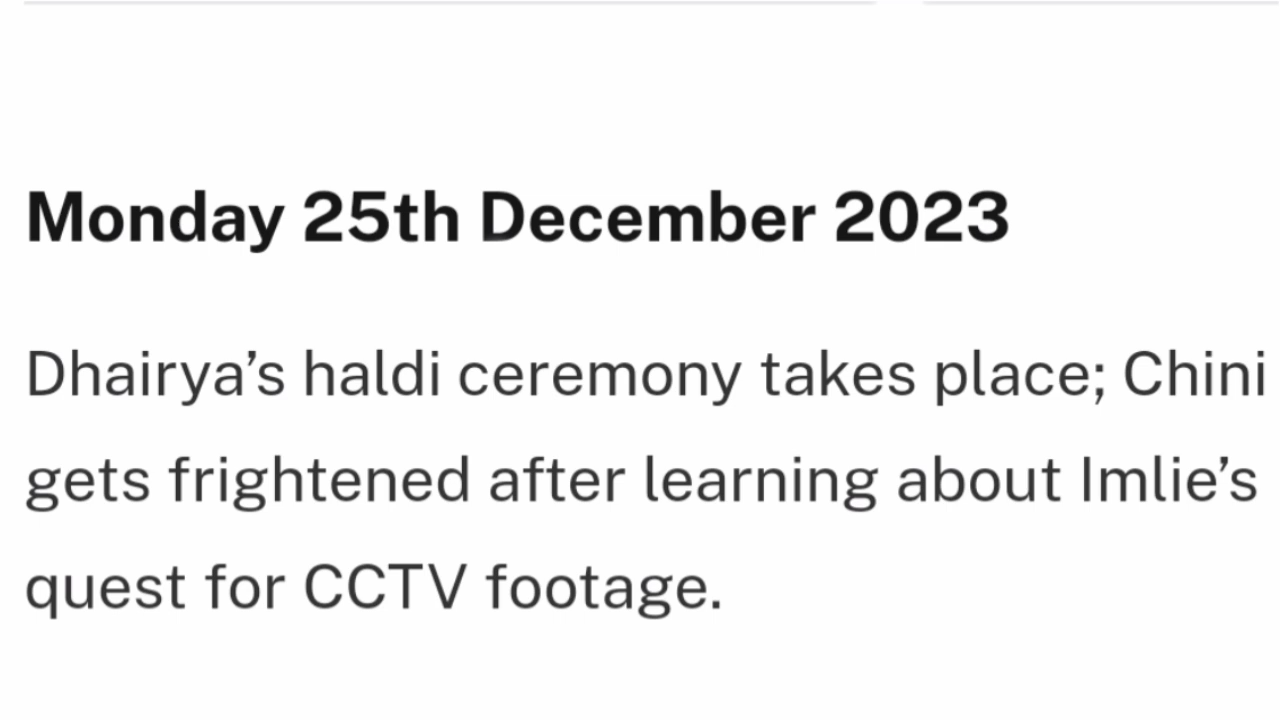 Monday 25th December 2023
Dhairya’s haldi ceremony takes place; Chini
gets frightened after learning about Imlie’s
quest for CCTV footage.